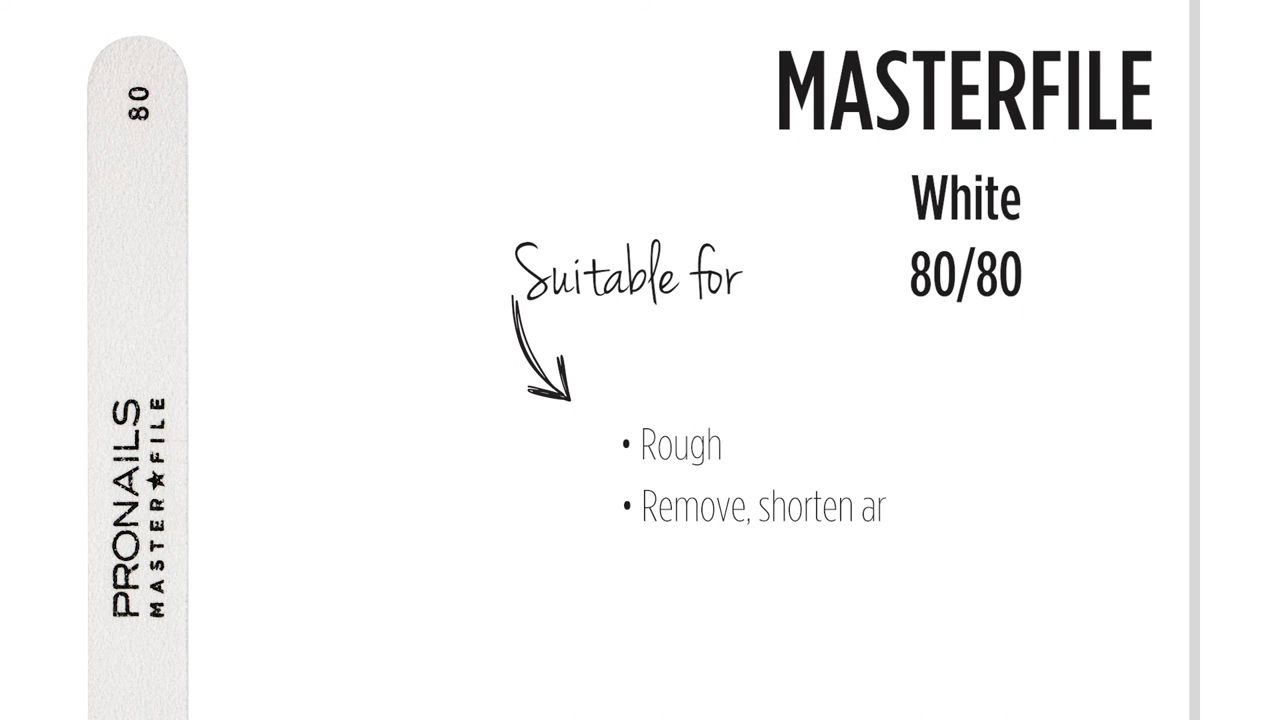 80
PRONAILS
MASTER★FILE
MASTERFILE
White
80/80
Suitable for
• Rough
• Remove, shorten ar